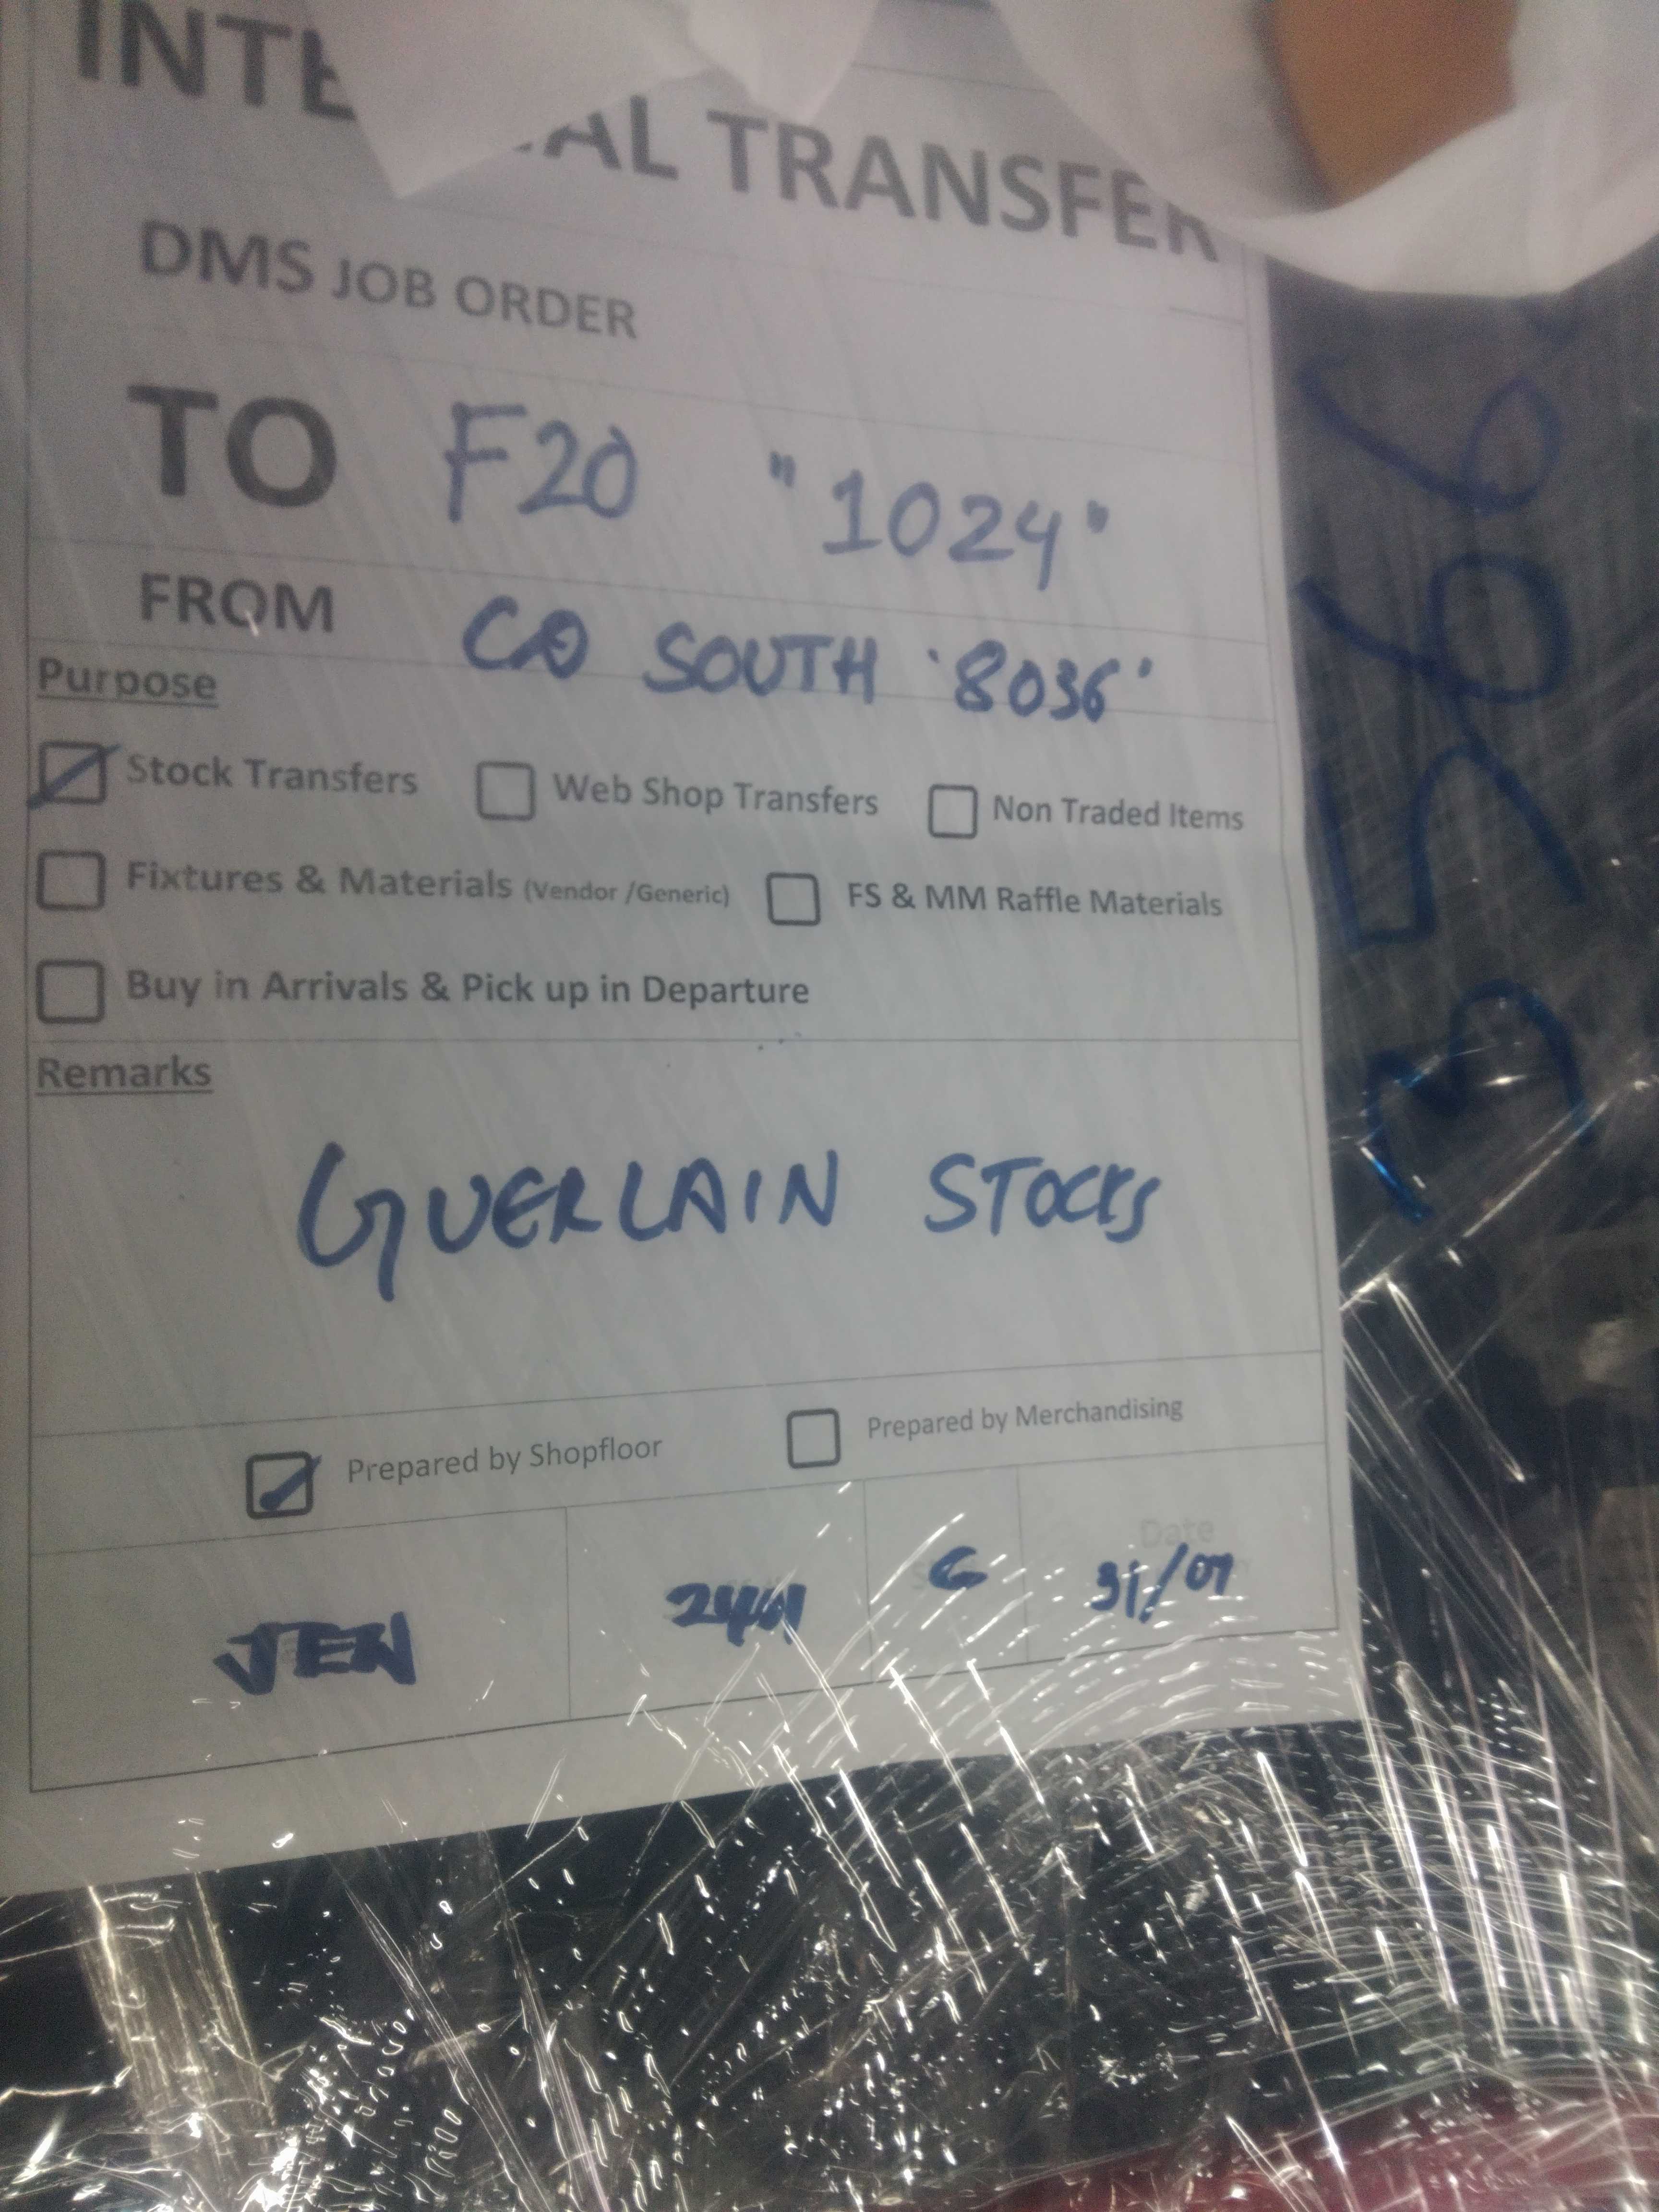 INTERNAL TRANSFER
DMS JOB ORDER
TO F20 "1024"
FROM CO SOUTH '8036'
Purpose
Stock Transfers Web Shop Transfers Non Traded Items
Fixtures & Materials (Vendor /Generic) FS & MM Raffle Materials
Buy in Arrivals & Pick up in Departure
Remarks
GUERLAIN STOCKS
Prepared by Shopfloor Prepared by Merchandising
Date
JEN C 31/07